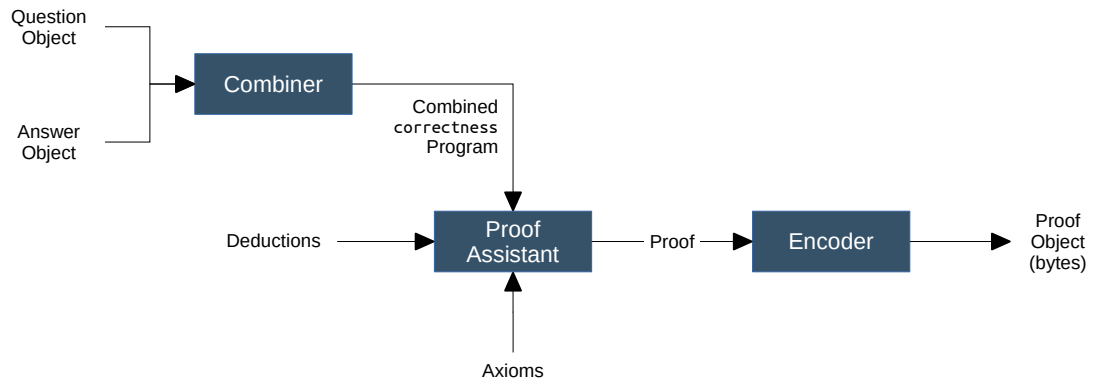 Question
Object
Combiner
Answer
Object
Combined
correctness
Program
Deductions
Proof
Assistant
Proof
Encoder
Proof
Object
(bytes)
Axioms